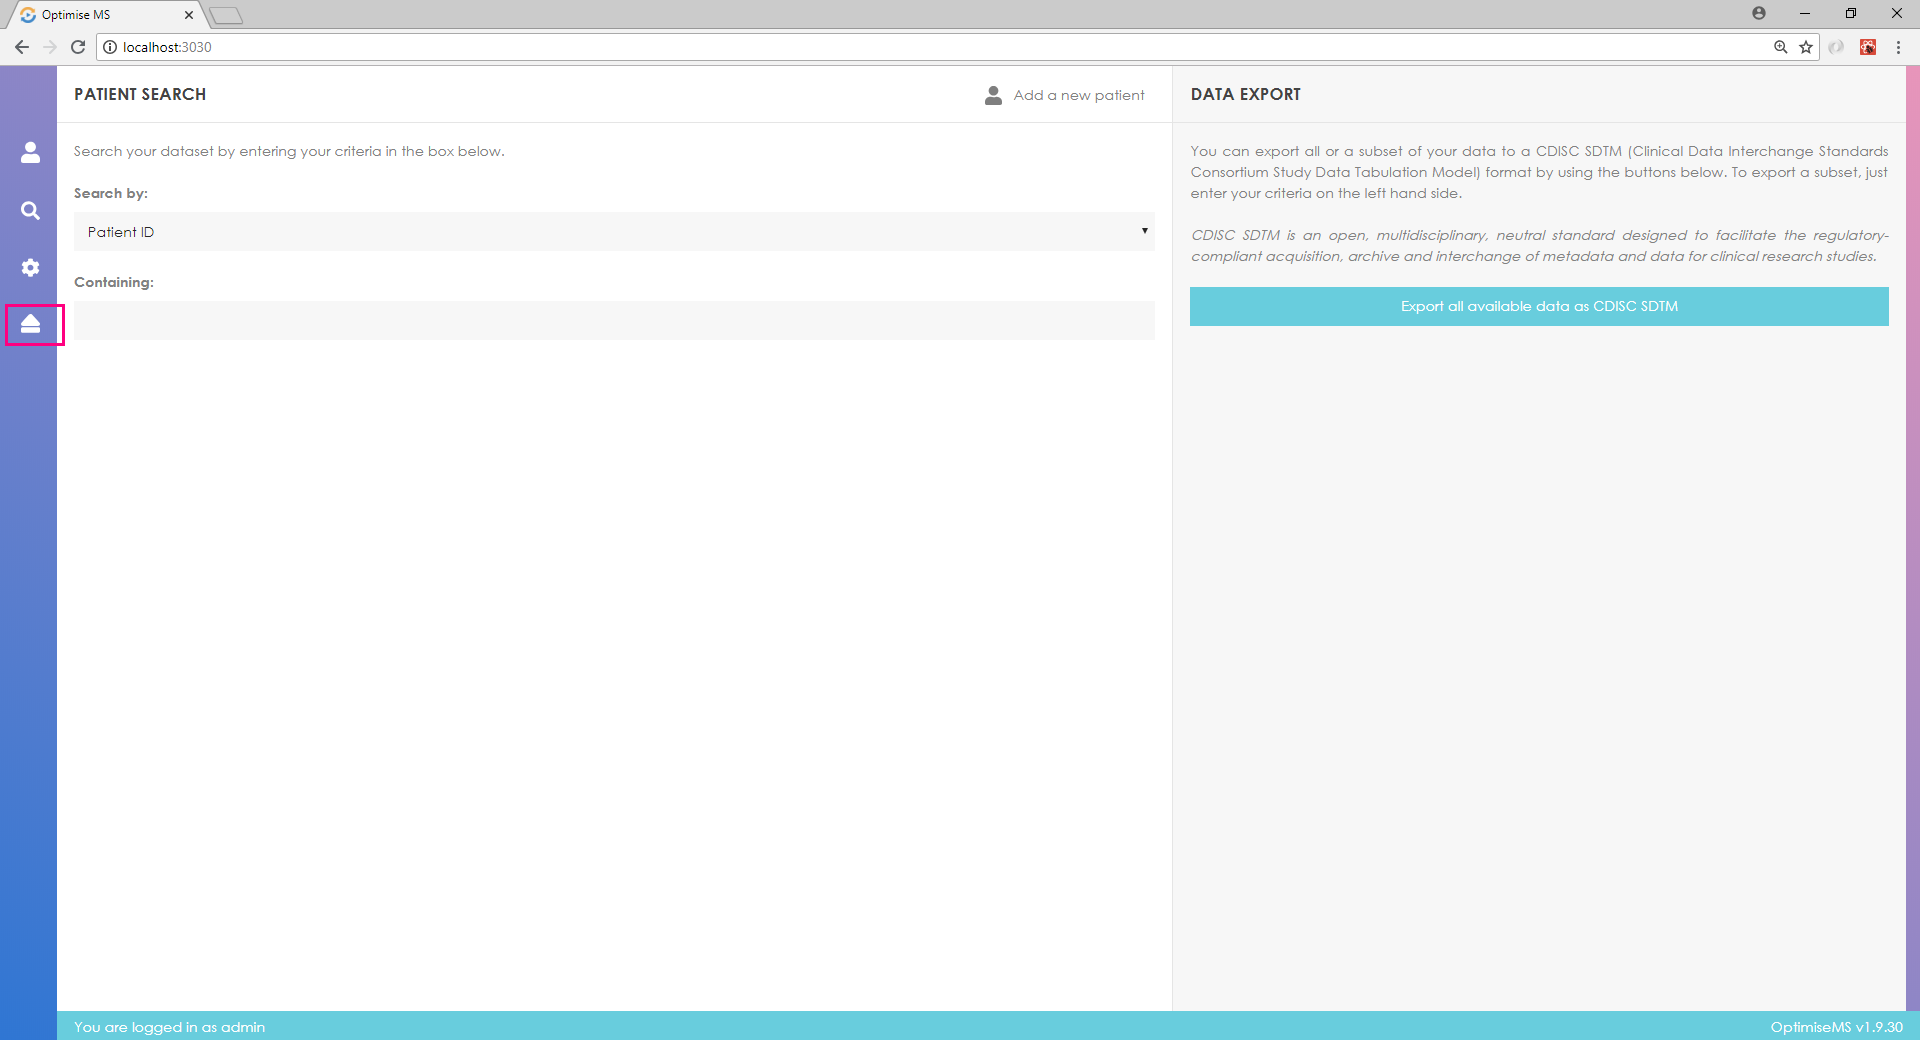 Optimise MS
localhost:3030
PATIENT SEARCH
Add a new patient
Search your dataset by entering your criteria in the box below.
Search by:
Patient ID
Containing:
DATA EXPORT
You can export all or a subset of your data to a CDISC SDTM (Clinical Data Interchange Standards
Consortium Study Data Tabulation Model) format by using the buttons below. To export a subset, just
enter your criteria on the left hand side.
CDISC SDTM is an open, multidisciplinary, neutral standard designed to facilitate the regulatory-
compliant acquisition, archive and interchange of metadata and data for clinical research studies.
Export all available data as CDISC SDTM
You are logged in as admin
OptimiseMS v1.9.30